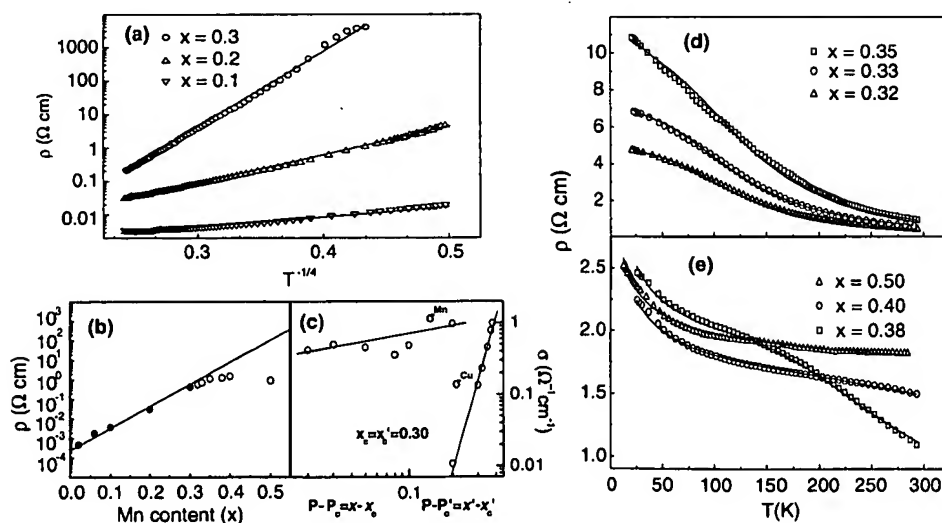 (a)
x = 0.3
x = 0.2
x = 0.1
1000
100
10
1
0.1
0.01
ρ (Ω cm)
0.3 0.4 0.5
T^-1/4
(b)
10^3
10^2
10^1
10^0
10^-1
10^-2
10^-3
10^-4
ρ (Ω cm)
0.0 0.1 0.2 0.3 0.4 0.5
Mn content (x)
(c)
σ^Mn
σ^Cu
x_c=x_c'=0.30
1
0.1
0.01
σ (Ω^-1 cm^-1)
0.1
P-P_c=x-x_c
P-P_c'=x'-x_c'
(d)
x = 0.35
x = 0.33
x = 0.32
10
8
6
4
2
ρ (Ω cm)
(e)
x = 0.50
x = 0.40
x = 0.38
2.5
2.0
1.5
1.0
0 50 100 150 200 250 300
T(K)